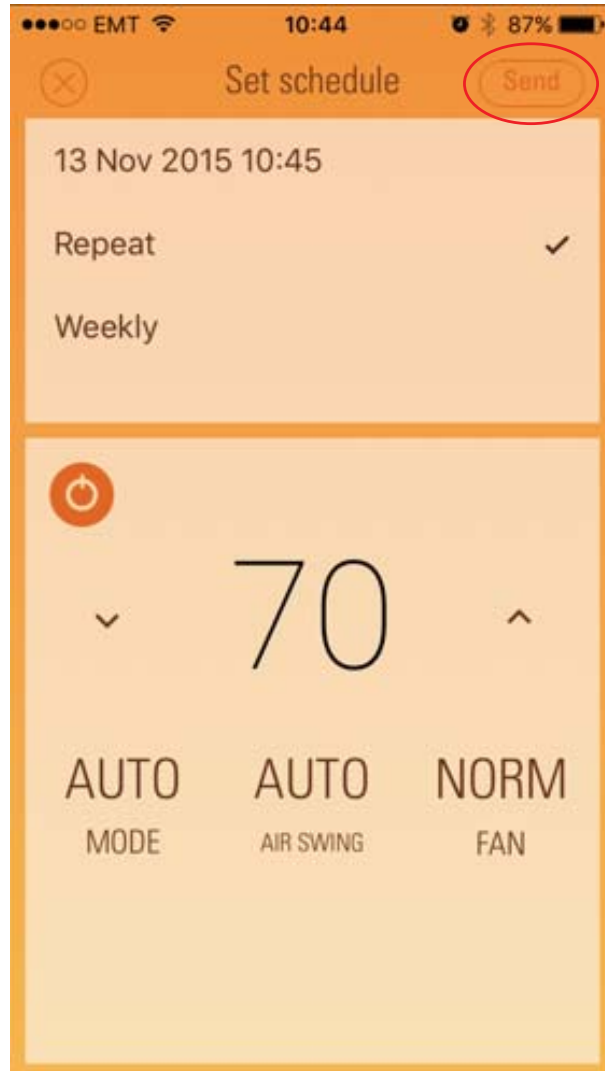 EMT 10:44 87%
Set schedule Send
13 Nov 2015 10:45
Repeat
Weekly
70
AUTO AUTO NORM
MODE AIR SWING FAN